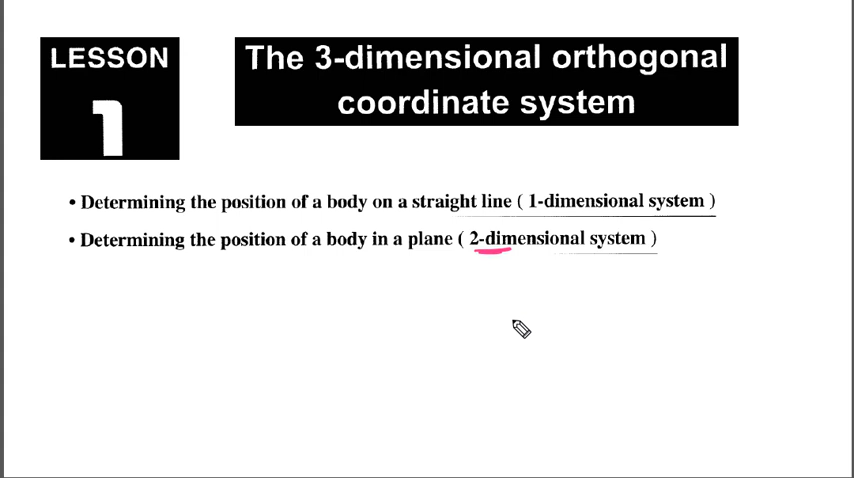 LESSON
1
The 3-dimensional orthogonal
coordinate system
• Determining the position of a body on a straight line ( 1-dimensional system )
• Determining the position of a body in a plane ( 2-dimensional system )